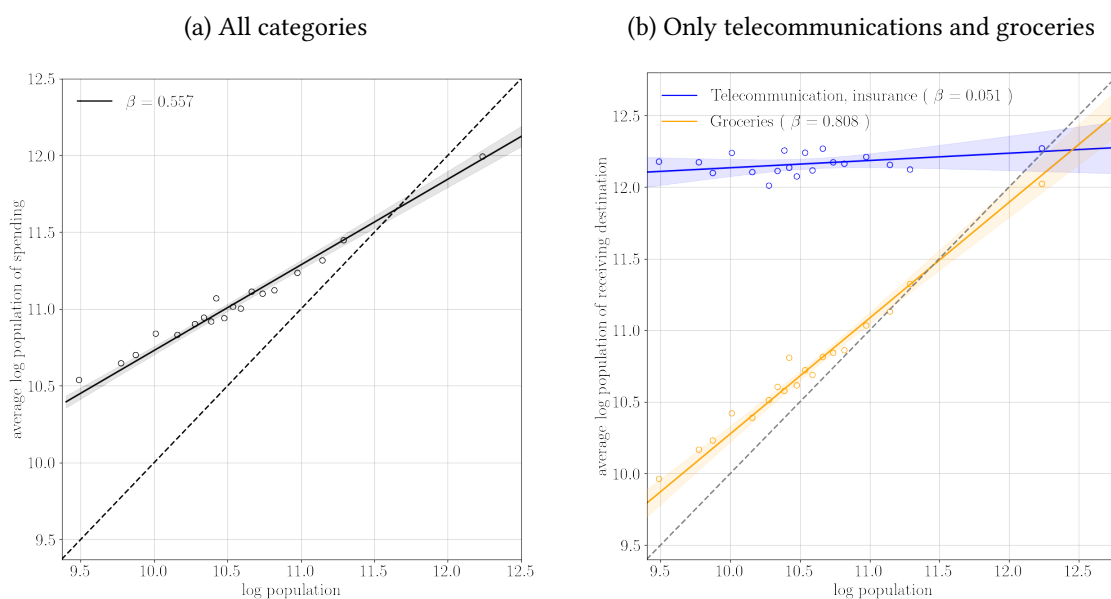 (a) All categories
12.5
12.0
11.5
11.0
10.5
10.0
9.5
9.5 10.0 10.5 11.0 11.5 12.0 12.5
log population
average log population of spending
β = 0.557
(b) Only telecommunications and groceries
12.5
12.0
11.5
11.0
10.5
10.0
9.5
9.5 10.0 10.5 11.0 11.5 12.0 12.5
log population
average log population of receiving destination
Telecommunication, insurance ( β = 0.051 )
Groceries ( β = 0.808 )